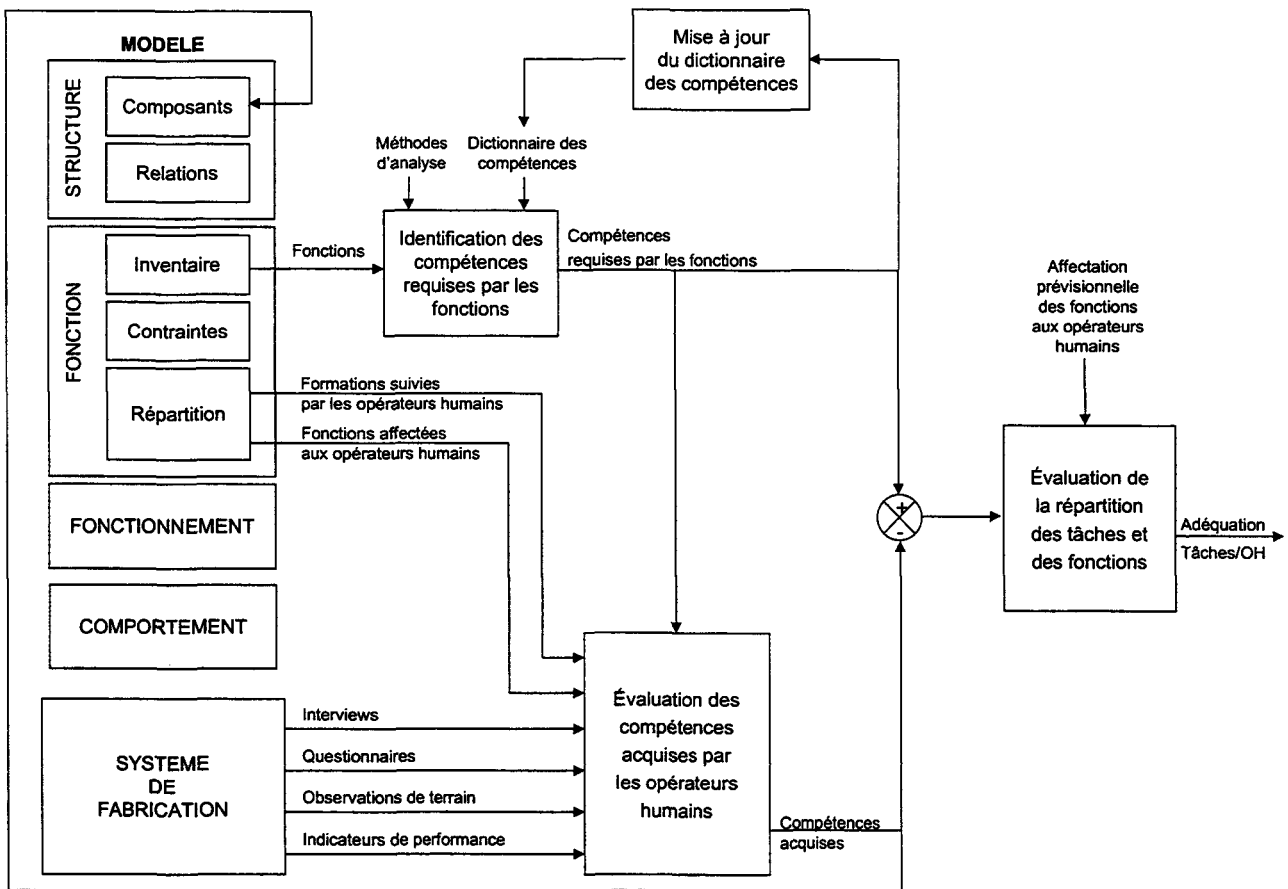 MODELE
STRUCTURE
Composants
Relations
FONCTION
Inventaire
Contraintes
Répartition
FONCTIONNEMENT
COMPORTEMENT
SYSTEME
DE
FABRICATION
Mise à jour
du dictionnaire
des compétences
Méthodes
d'analyse
Dictionnaire des
compétences
Fonctions
Identification des
compétences
requises par les
fonctions
Compétences
requises par les fonctions
Formations suivies
par les opérateurs humains
Fonctions affectées
aux opérateurs humains
Interviews
Questionnaires
Observations de terrain
Indicateurs de performance
Évaluation des
compétences
acquises par
les opérateurs
humains
Compétences
acquises
+
-
Affectation
prévisionnelle
des fonctions
aux opérateurs
humains
Évaluation de
la répartition
des tâches et
des fonctions
Adéquation
Tâches/OH